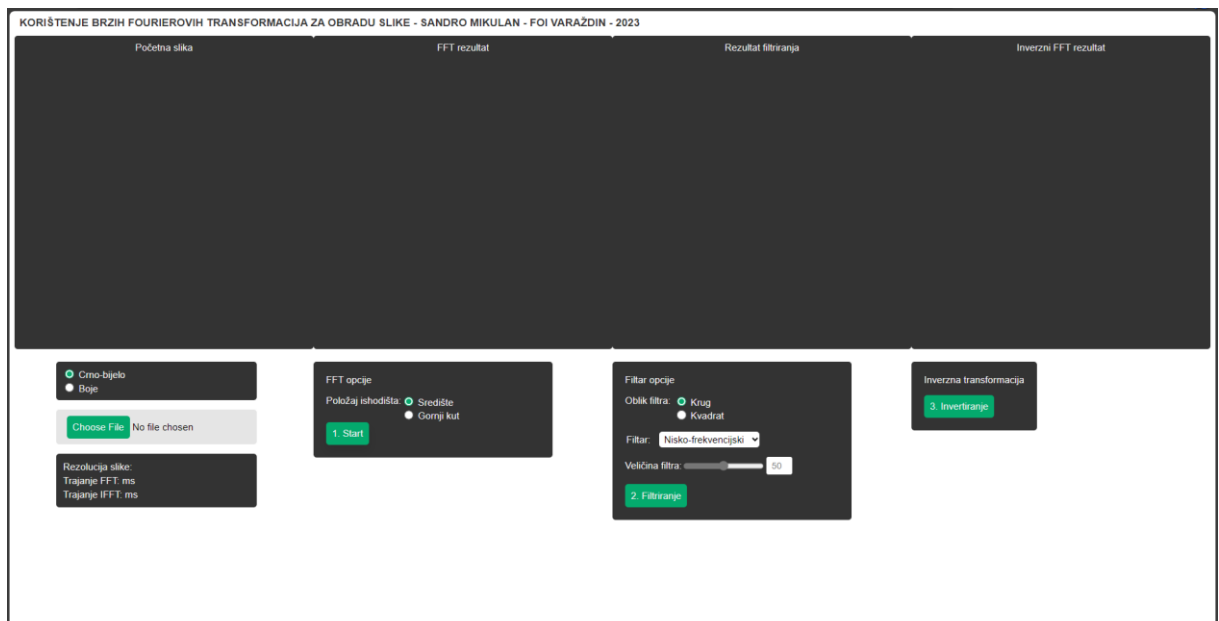 KORIŠTENJE BRZIH FOURIEROVIH TRANSFORMACIJA ZA OBRADU SLIKE - SANDRO MIKULAN - FOI VARAŽDIN - 2023
Početna slika
FFT rezultat
Rezultat filtriranja
Inverzni FFT rezultat
Crno-bijelo
Boje
Choose File No file chosen
Rezolucija slike:
Trajanje FFT: ms
Trajanje IFFT: ms
FFT opcije
Položaj ishodišta: Središte
Gornji kut
1. Start
Filtar opcije
Oblik filtra: Krug
Kvadrat
Filtar: Nisko-frekvencijski
Veličina filtra: 50
2. Filtriranje
Inverzna transformacija
3. Invertiranje